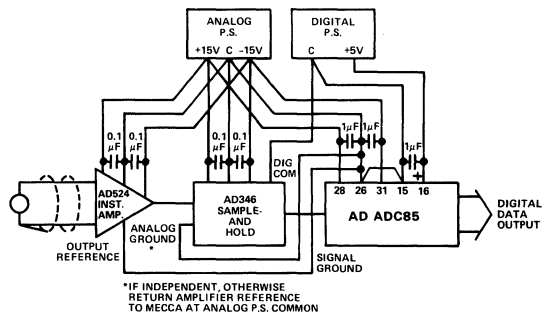 ANALOG
P.S.
+15V C -15V
DIGITAL
P.S.
C +5V
0.1
µF
0.1
µF
0.1
µF
0.1
µF
1µF
1µF
1µF
+
DIG
COM
28 26 31 15 16
AD524
INST.
AMP.
AD346
SAMPLE-
AND
HOLD
AD ADC85
DIGITAL
DATA
OUTPUT
OUTPUT
REFERENCE
ANALOG
GROUND
*
SIGNAL
GROUND
*IF INDEPENDENT, OTHERWISE
RETURN AMPLIFIER REFERENCE
TO MECCA AT ANALOG P.S. COMMON